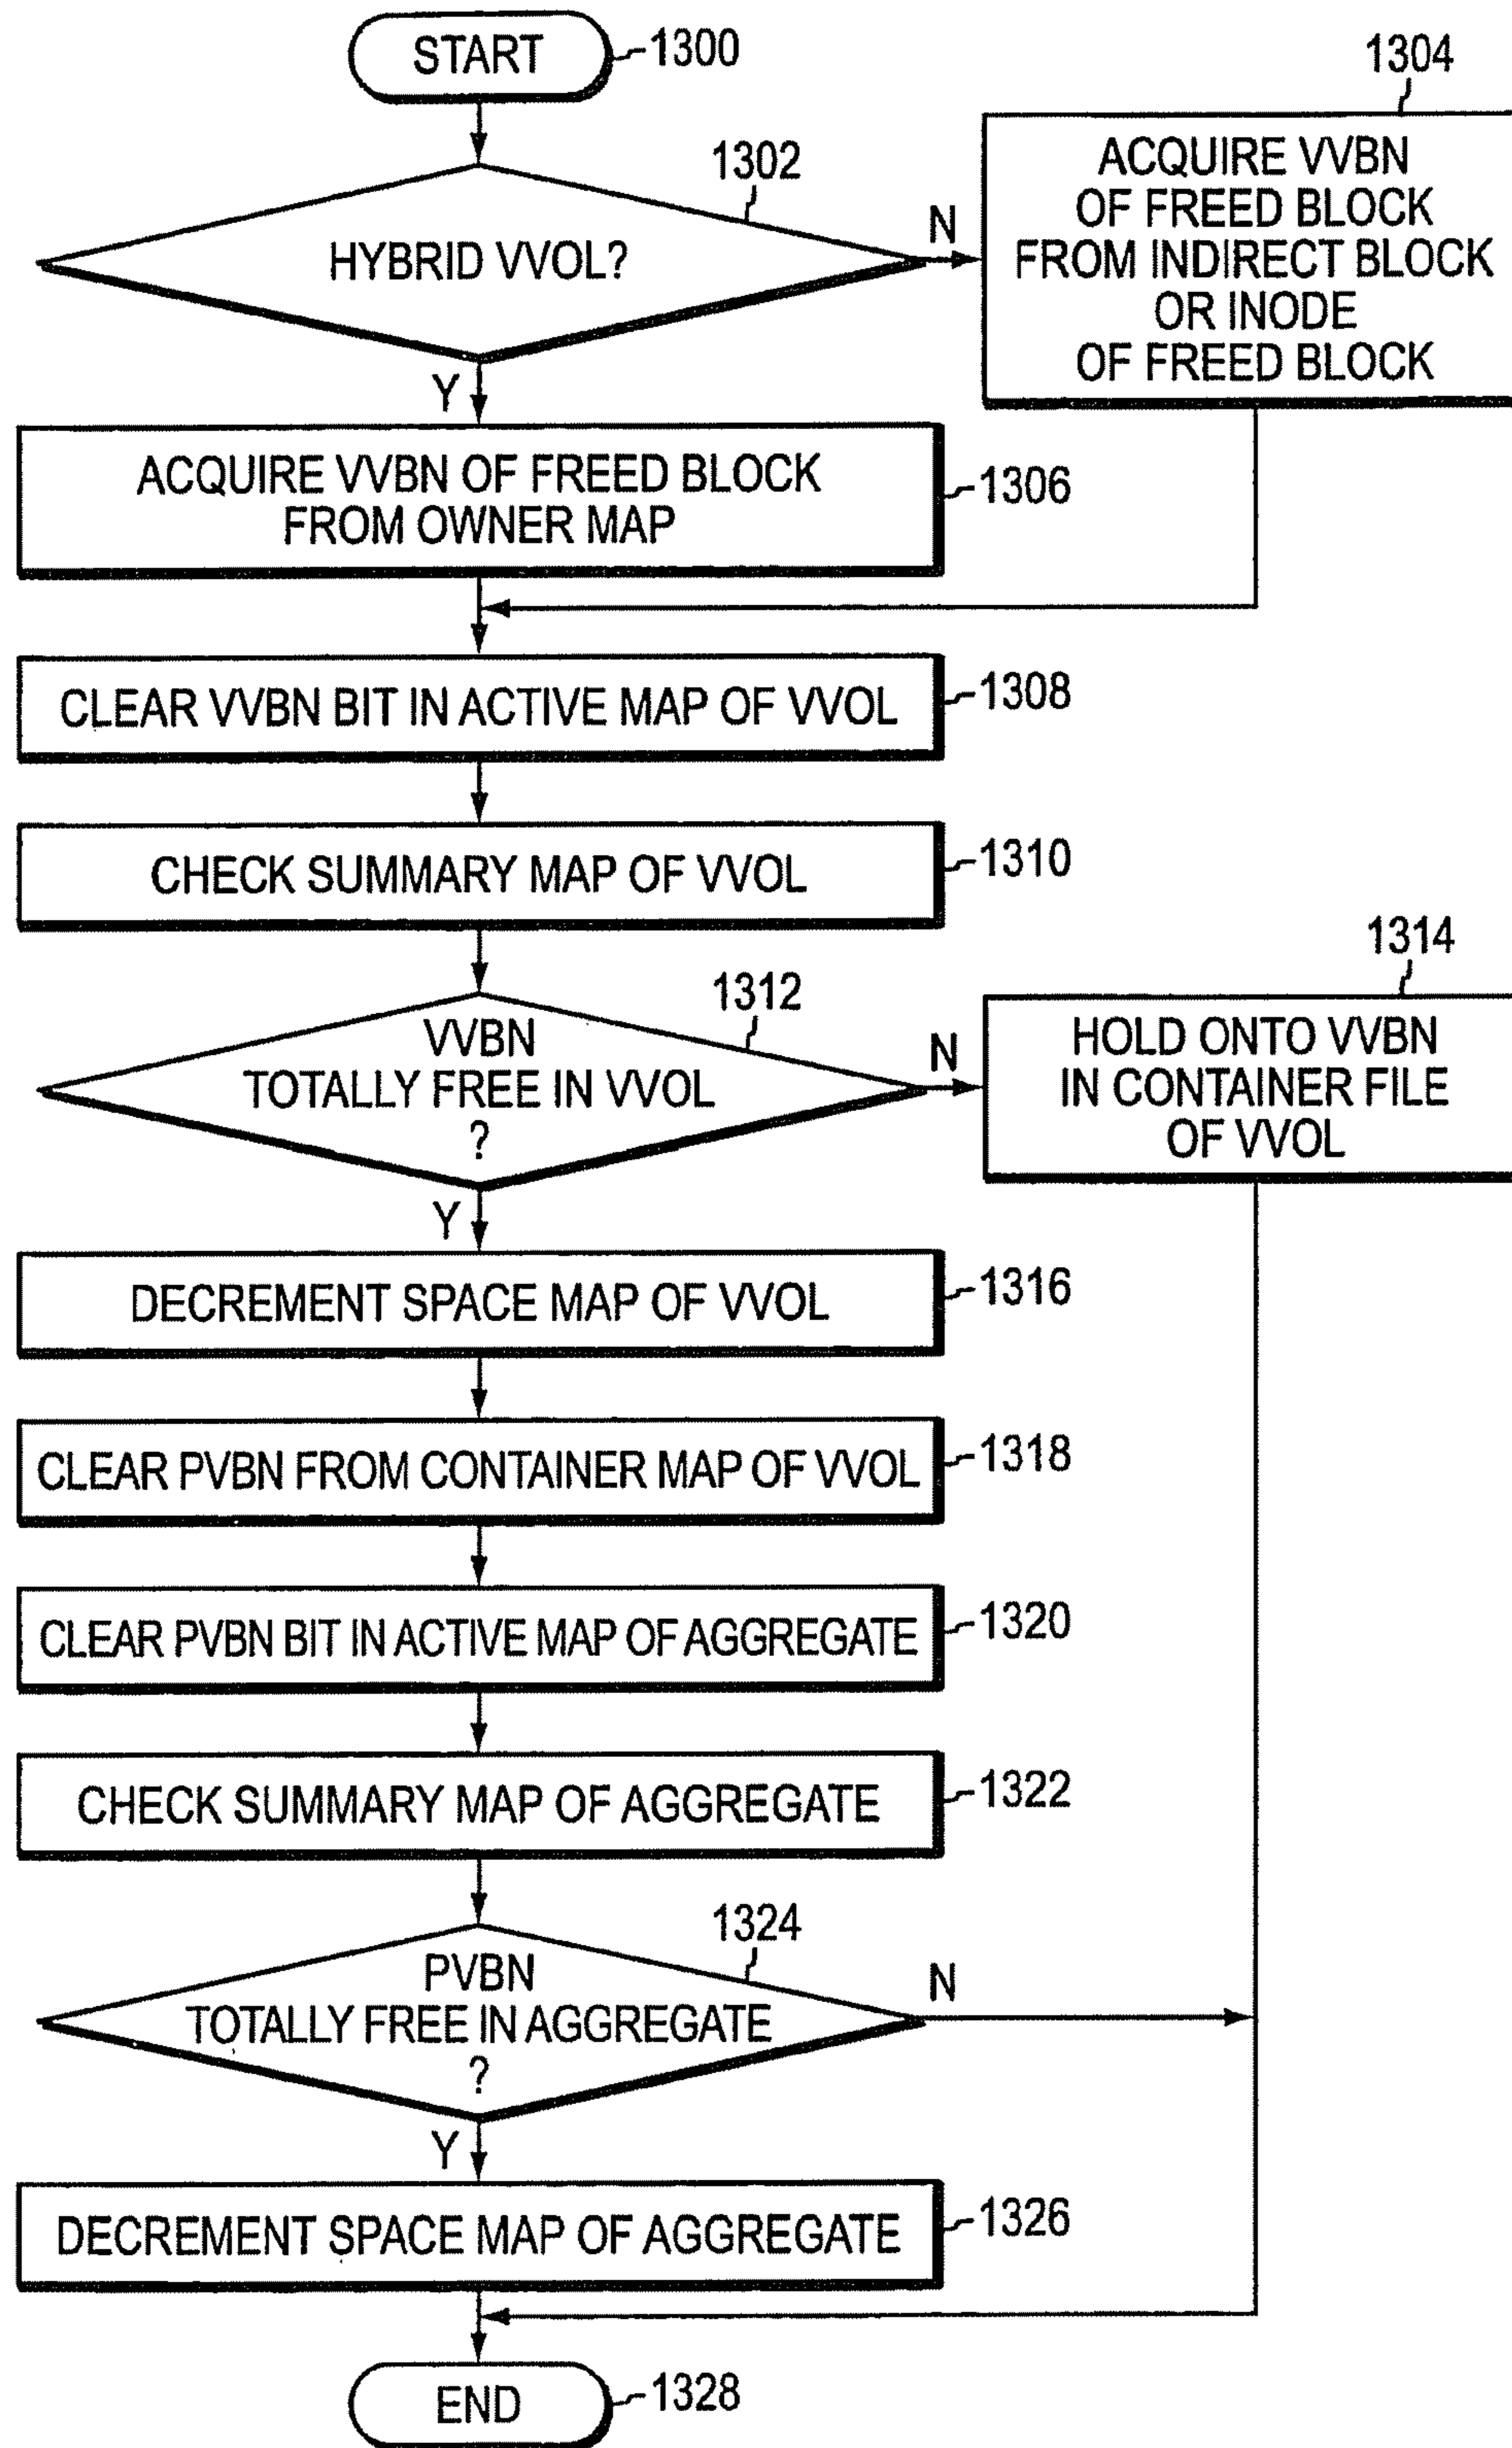 START
1300
1302
HYBRID VVOL?
N
Y
1304
ACQUIRE VVBN
OF FREED BLOCK
FROM INDIRECT BLOCK
OR INODE
OF FREED BLOCK
ACQUIRE VVBN OF FREED BLOCK
FROM OWNER MAP
1306
CLEAR VVBN BIT IN ACTIVE MAP OF VVOL
1308
CHECK SUMMARY MAP OF VVOL
1310
1312
VVBN
TOTALLY FREE IN VVOL
?
N
Y
1314
HOLD ONTO VVBN
IN CONTAINER FILE
OF VVOL
DECREMENT SPACE MAP OF VVOL
1316
CLEAR PVBN FROM CONTAINER MAP OF VVOL
1318
CLEAR PVBN BIT IN ACTIVE MAP OF AGGREGATE
1320
CHECK SUMMARY MAP OF AGGREGATE
1322
1324
PVBN
TOTALLY FREE IN AGGREGATE
?
N
Y
DECREMENT SPACE MAP OF AGGREGATE
1326
END
1328